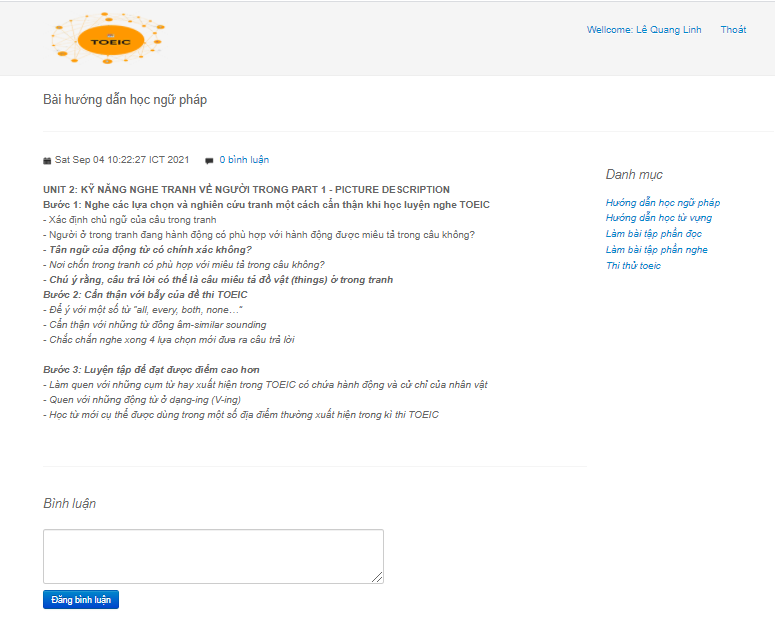 TOEIC
Wellcome: Lê Quang Linh
Thoát
Bài hướng dẫn học ngữ pháp
Sat Sep 04 10:22:27 ICT 2021
0 bình luận
UNIT 2: KỸ NĂNG NGHE TRANH VỀ NGƯỜI TRONG PART 1 - PICTURE DESCRIPTION
Bước 1: Nghe các lựa chọn và nghiên cứu tranh một cách cẩn thận khi học luyện nghe TOEIC
- Xác định chủ ngữ của câu trong tranh
- Người ở trong tranh đang hành động có phù hợp với hành động được miêu tả trong câu không?
- Tân ngữ của động từ có chính xác không?
- Nơi chốn trong tranh có phù hợp với miêu tả trong câu không?
- Chú ý rằng, câu trả lời có thể là câu miêu tả đồ vật (things) ở trong tranh
Bước 2: Cẩn thận với bẫy của đề thi TOEIC
- Để ý với một số từ "all, every, both, none…"
- Cẩn thận với những từ đồng âm-similar sounding
- Chắc chắn nghe xong 4 lựa chọn mới đưa ra câu trả lời
Bước 3: Luyện tập để đạt được điểm cao hơn
- Làm quen với những cụm từ hay xuất hiện trong TOEIC có chứa hành động và cử chỉ của nhân vật
- Quen với những động từ ở dạng-ing (V-ing)
- Học từ mới cụ thể được dùng trong một số địa điểm thường xuất hiện trong kì thi TOEIC
Danh mục
Hướng dẫn học ngữ pháp
Hướng dẫn học từ vựng
Làm bài tập phần đọc
Làm bài tập phần nghe
Thi thử toeic
Bình luận
Đăng bình luận